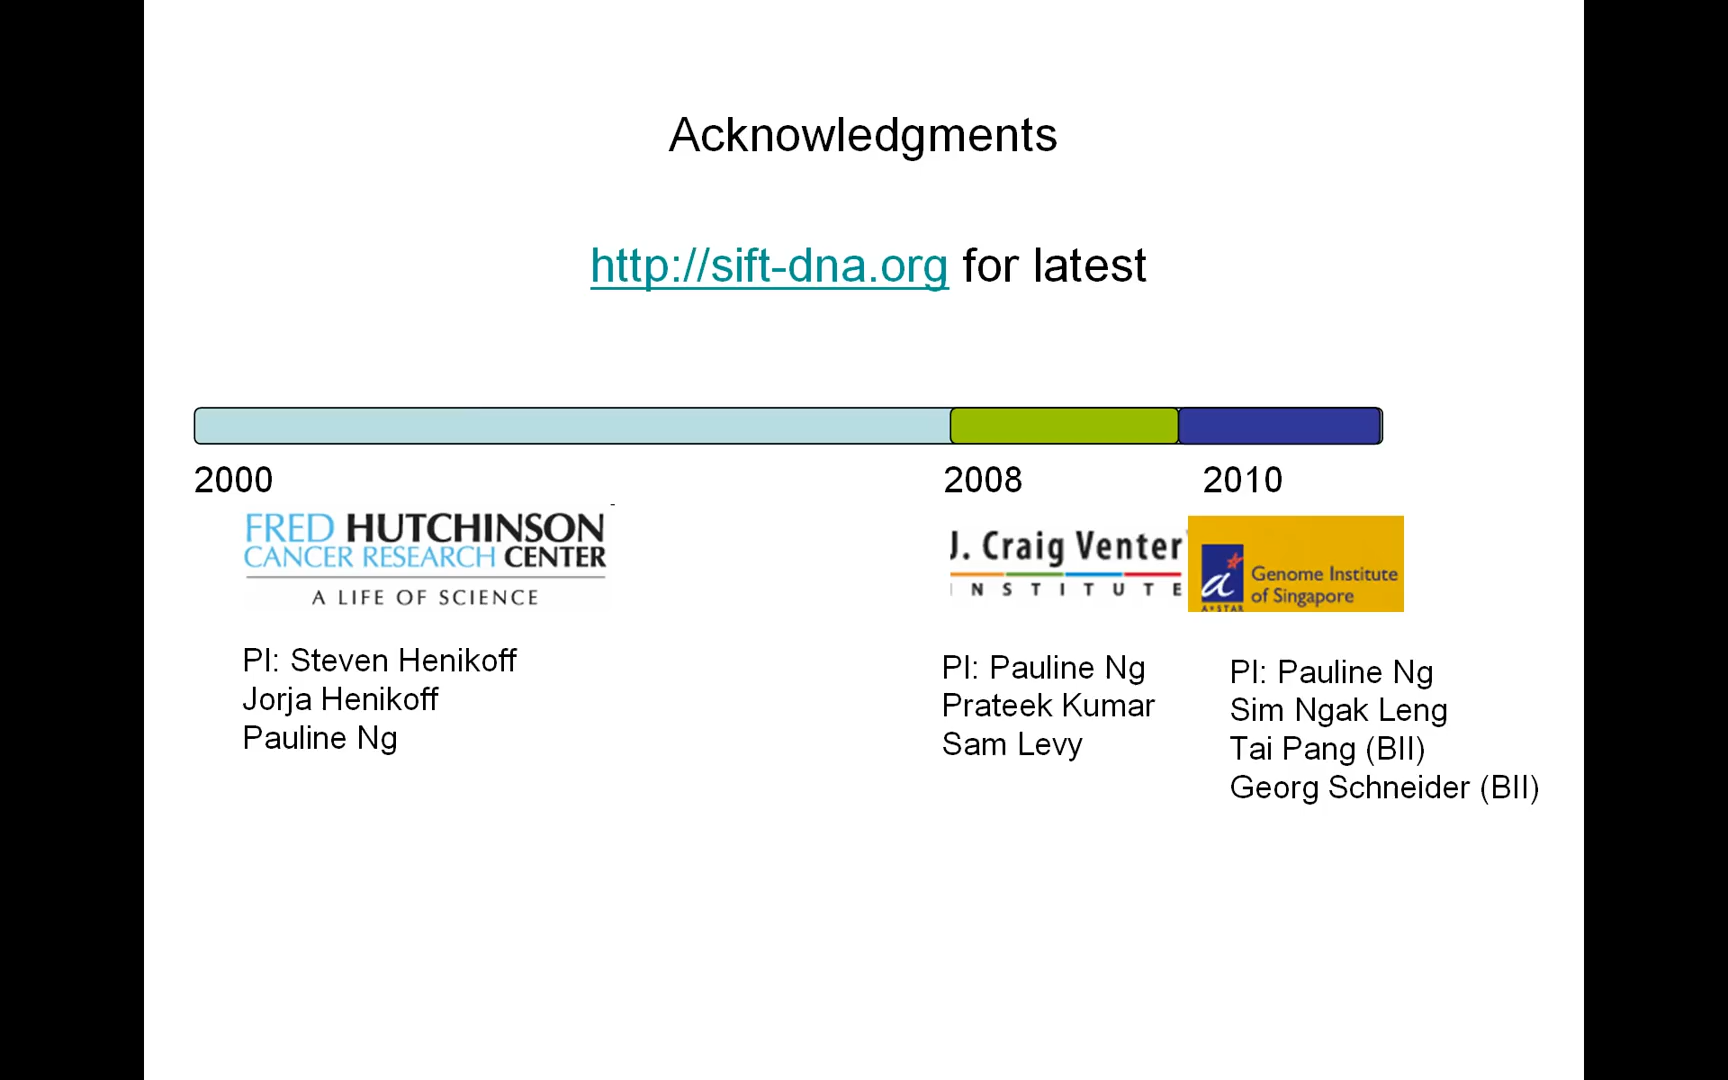 Acknowledgments
http://sift-dna.org for latest
2000
2008
2010
FRED HUTCHINSON
CANCER RESEARCH CENTER
A LIFE OF SCIENCE
J. Craig Venter
INSTITUTE
a
A*STAR
Genome Institute
of Singapore
PI: Steven Henikoff
Jorja Henikoff
Pauline Ng
PI: Pauline Ng
Prateek Kumar
Sam Levy
PI: Pauline Ng
Sim Ngak Leng
Tai Pang (BII)
Georg Schneider (BII)